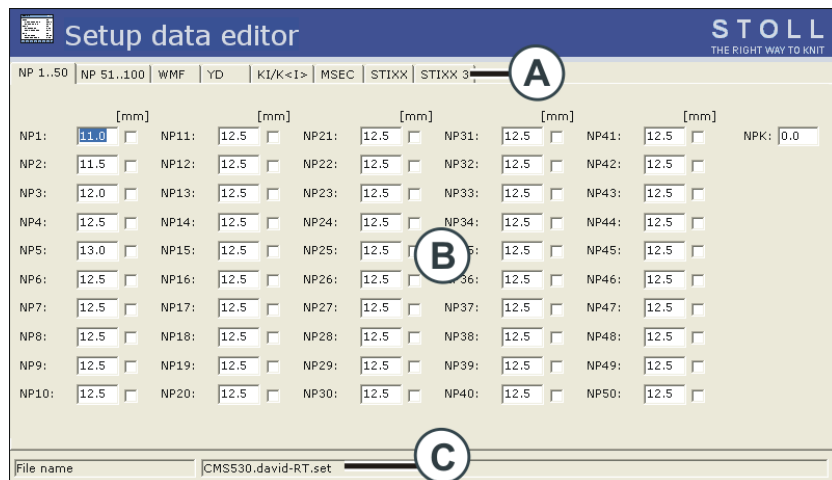 Setup data editor
STOLL
THE RIGHT WAY TO KNIT
NP 1..50 NP 51..100 WMF YD KI/K<I> MSEC STIXX STIXX 3 A
[mm] [mm] [mm] [mm] [mm]
NP1: 11.0 NP11: 12.5 NP21: 12.5 NP31: 12.5 NP41: 12.5 NPK: 0.0
NP2: 11.5 NP12: 12.5 NP22: 12.5 NP32: 12.5 NP42: 12.5
NP3: 12.0 NP13: 12.5 NP23: 12.5 NP33: 12.5 NP43: 12.5
NP4: 12.5 NP14: 12.5 NP24: 12.5 NP34: 12.5 NP44: 12.5
NP5: 13.0 NP15: 12.5 NP25: 12.5 B 5: 12.5 NP45: 12.5
NP6: 12.5 NP16: 12.5 NP26: 12.5 NP36: 12.5 NP46: 12.5
NP7: 12.5 NP17: 12.5 NP27: 12.5 NP37: 12.5 NP47: 12.5
NP8: 12.5 NP18: 12.5 NP28: 12.5 NP38: 12.5 NP48: 12.5
NP9: 12.5 NP19: 12.5 NP29: 12.5 NP39: 12.5 NP49: 12.5
NP10: 12.5 NP20: 12.5 NP30: 12.5 NP40: 12.5 NP50: 12.5
File name CMS530.david-RT.set C